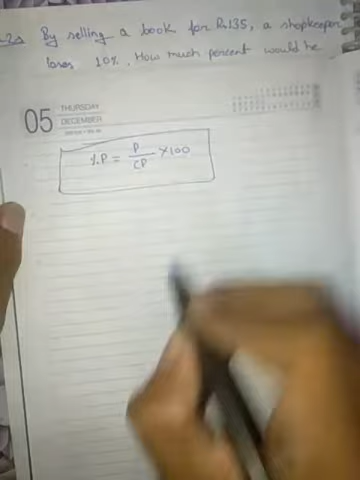 By selling a book for Rs135, a shopkeeper
loses 10%. How much percent would he
05
THURSDAY
DECEMBER
%P = P/CP ×100